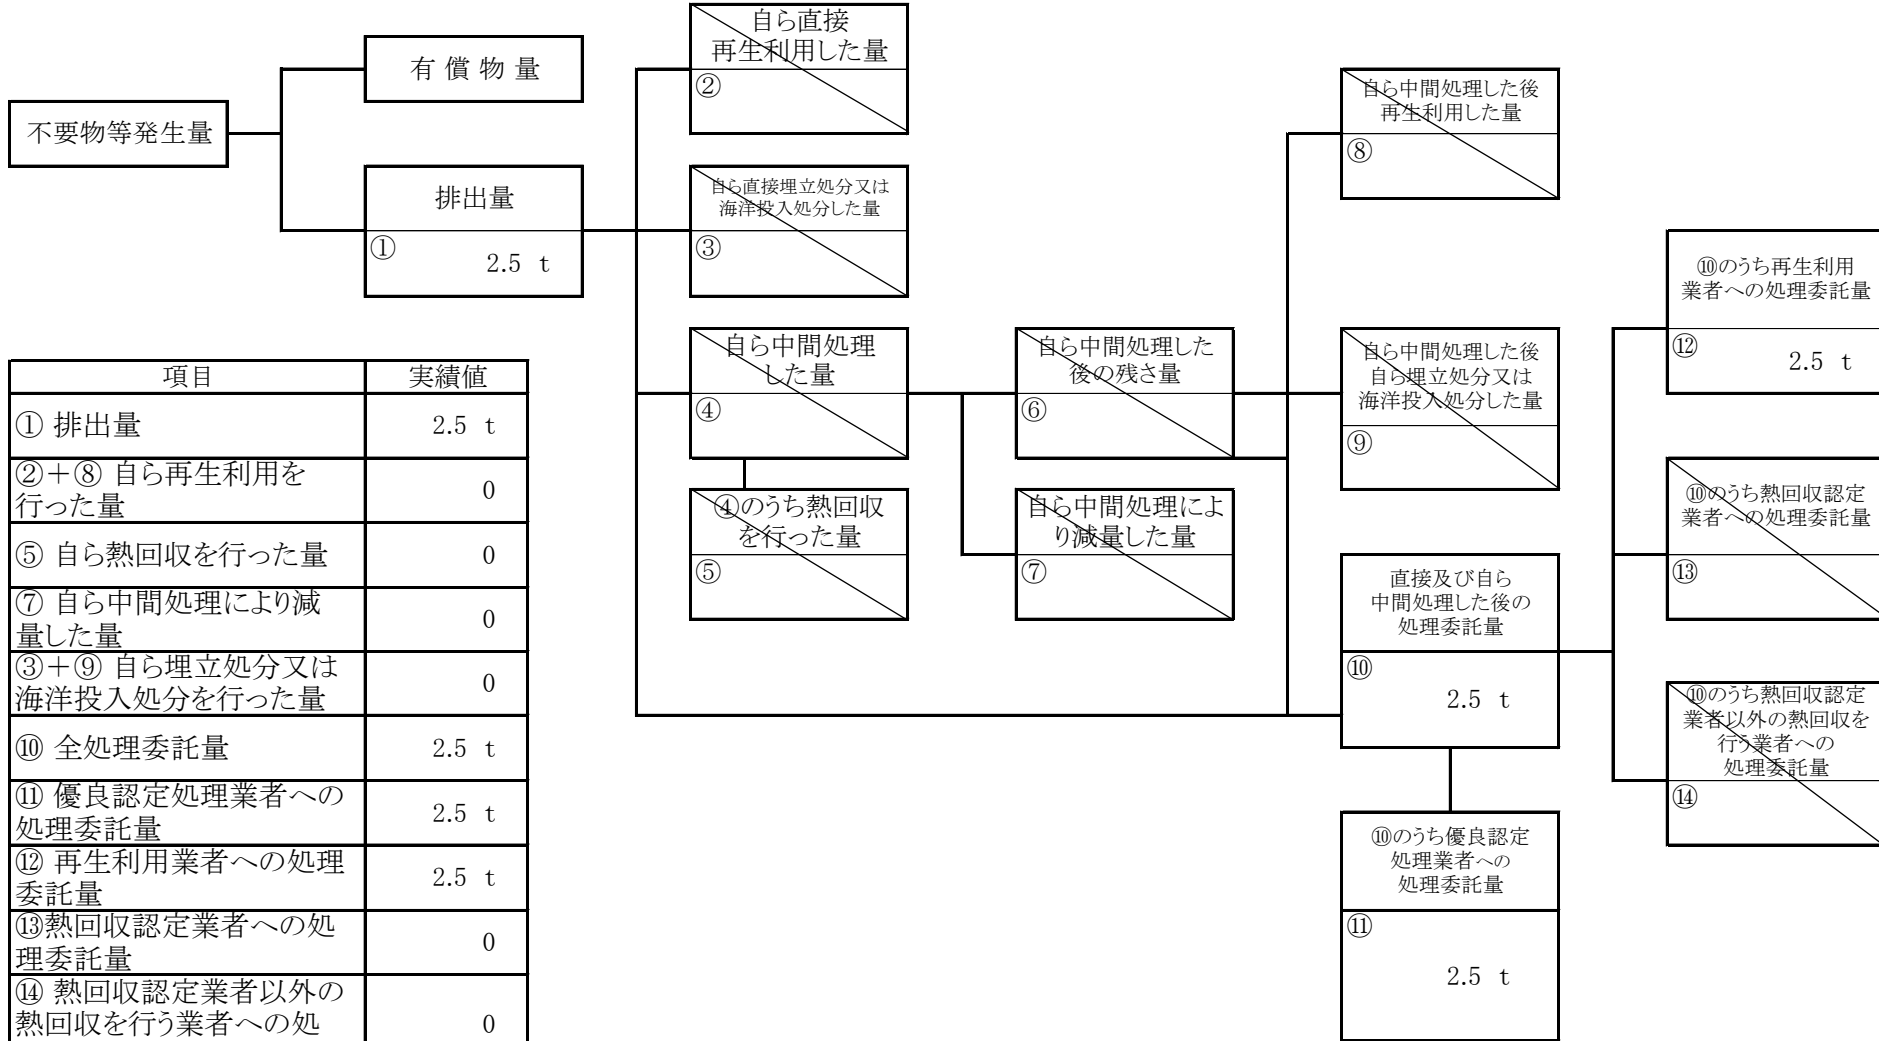 不要物等発生量
有 償 物 量
排出量
①
2.5 t
自ら直接
再生利用した量
②
自ら直接埋立処分又は
海洋投入処分した量
③
自ら中間処理
した量
④
④のうち熱回収
を行った量
⑤
自ら中間処理した
後の残さ量
⑥
自ら中間処理によ
り減量した量
⑦
自ら中間処理した後
再生利用した量
⑧
自ら中間処理した後
自ら埋立処分又は
海洋投入処分した量
⑨
直接及び自ら
中間処理した後の
処理委託量
⑩
2.5 t
⑩のうち優良認定
処理業者への
処理委託量
⑪
2.5 t
⑩のうち再生利用
業者への処理委託量
⑫
2.5 t
⑩のうち熱回収認定
業者への処理委託量
⑬
⑩のうち熱回収認定
業者以外の熱回収を
行う業者への
処理委託量
⑭
項目 実績値
① 排出量 2.5 t
②＋⑧ 自ら再生利用を
行った量 0
⑤ 自ら熱回収を行った量 0
⑦ 自ら中間処理により減
量した量 0
③＋⑨ 自ら埋立処分又は
海洋投入処分を行った量 0
⑩ 全処理委託量 2.5 t
⑪ 優良認定処理業者への
処理委託量 2.5 t
⑫ 再生利用業者への処理
委託量 2.5 t
⑬熱回収認定業者への処
理委託量 0
⑭ 熱回収認定業者以外の
熱回収を行う業者への処 0